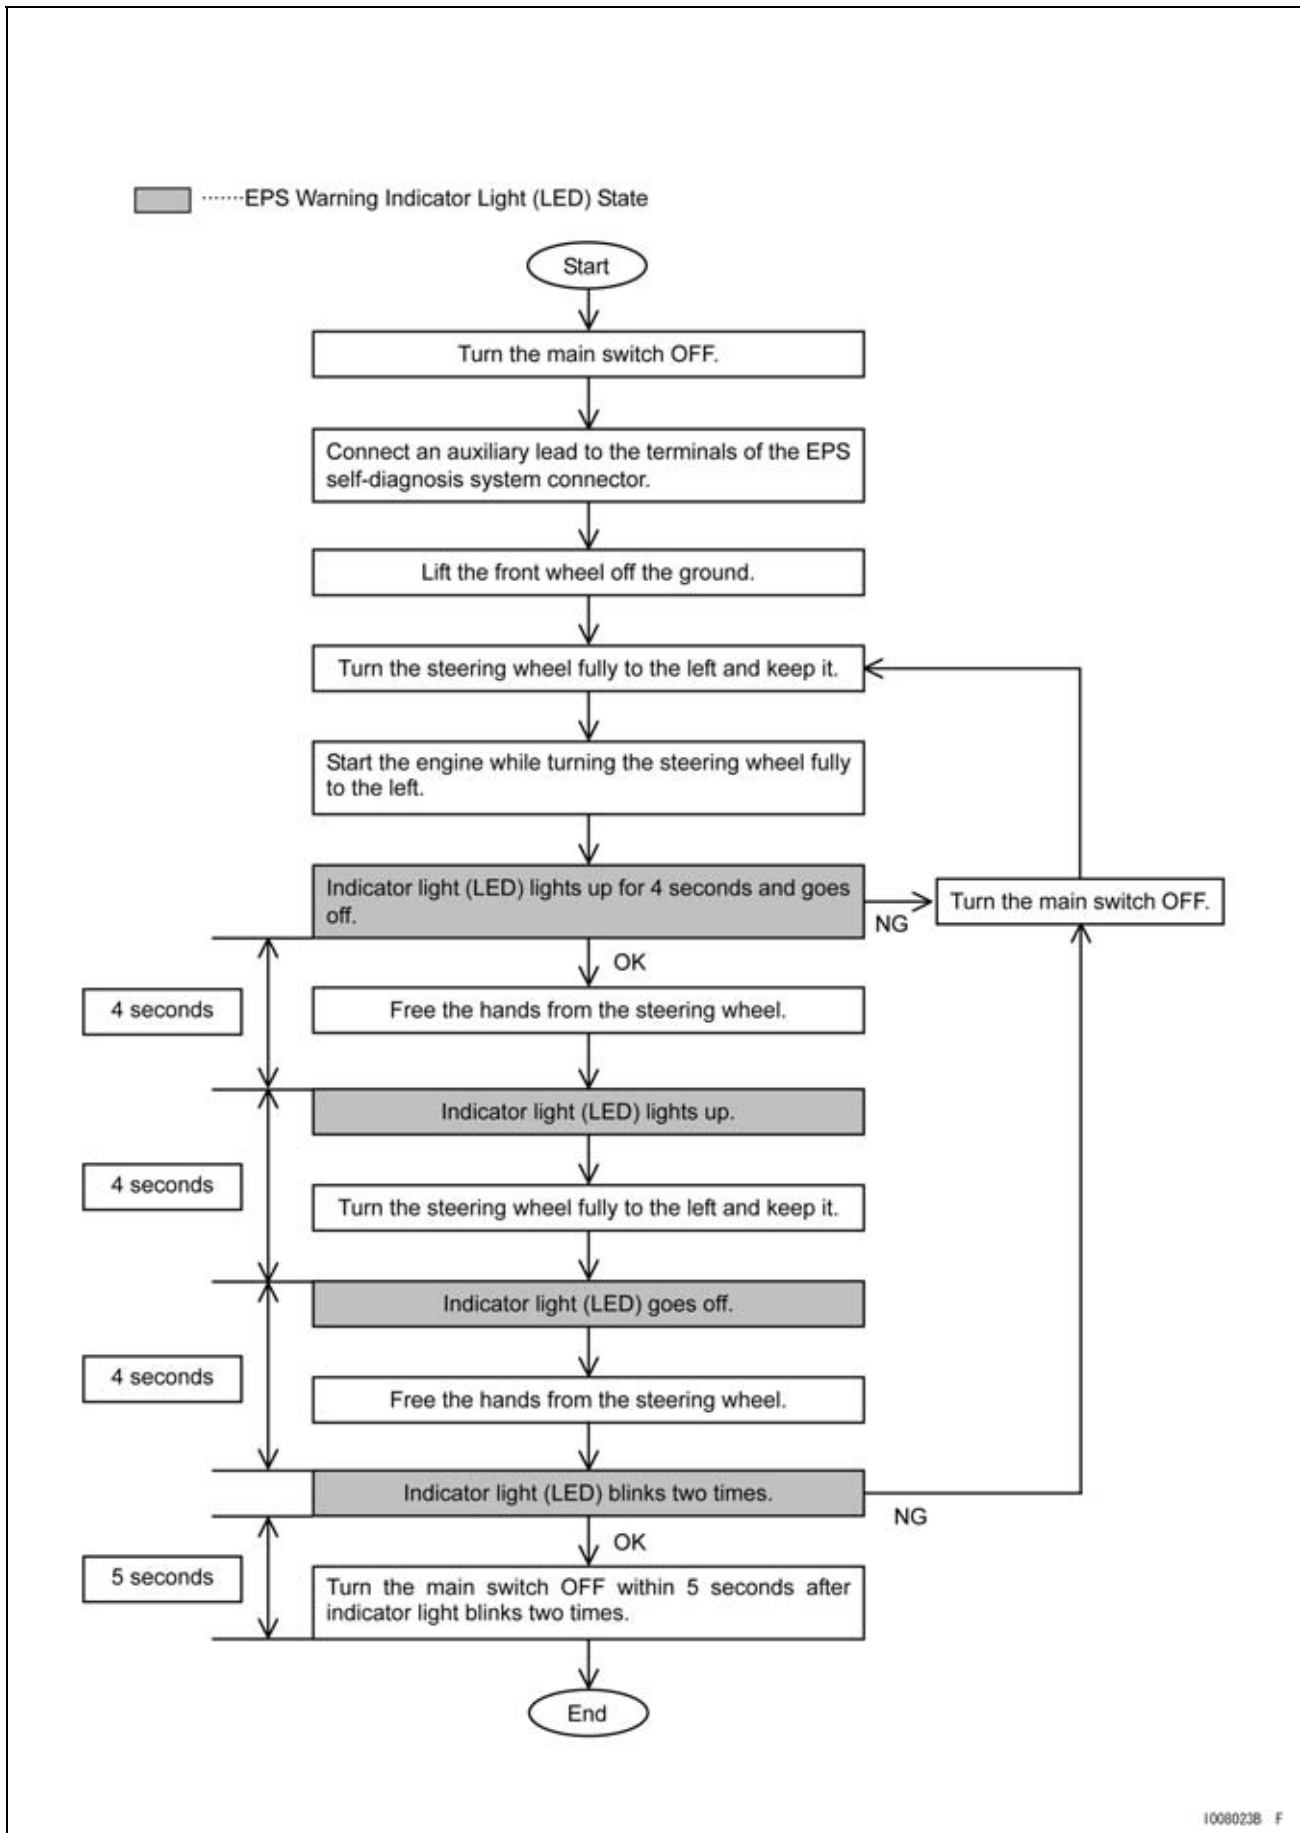 ·······EPS Warning Indicator Light (LED) State
Start
Turn the main switch OFF.
Connect an auxiliary lead to the terminals of the EPS
self-diagnosis system connector.
Lift the front wheel off the ground.
Turn the steering wheel fully to the left and keep it.
Start the engine while turning the steering wheel fully
to the left.
Indicator light (LED) lights up for 4 seconds and goes
off.
NG
Turn the main switch OFF.
OK
4 seconds
Free the hands from the steering wheel.
Indicator light (LED) lights up.
4 seconds
Turn the steering wheel fully to the left and keep it.
Indicator light (LED) goes off.
4 seconds
Free the hands from the steering wheel.
Indicator light (LED) blinks two times.
NG
OK
5 seconds
Turn the main switch OFF within 5 seconds after
indicator light blinks two times.
End
I008023B F